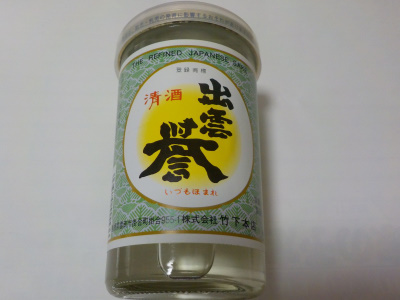 THE REFINED JAPANESE SAKE
登録商標
清酒
出雲
誉
いづもほまれ
株式会社 竹下本店